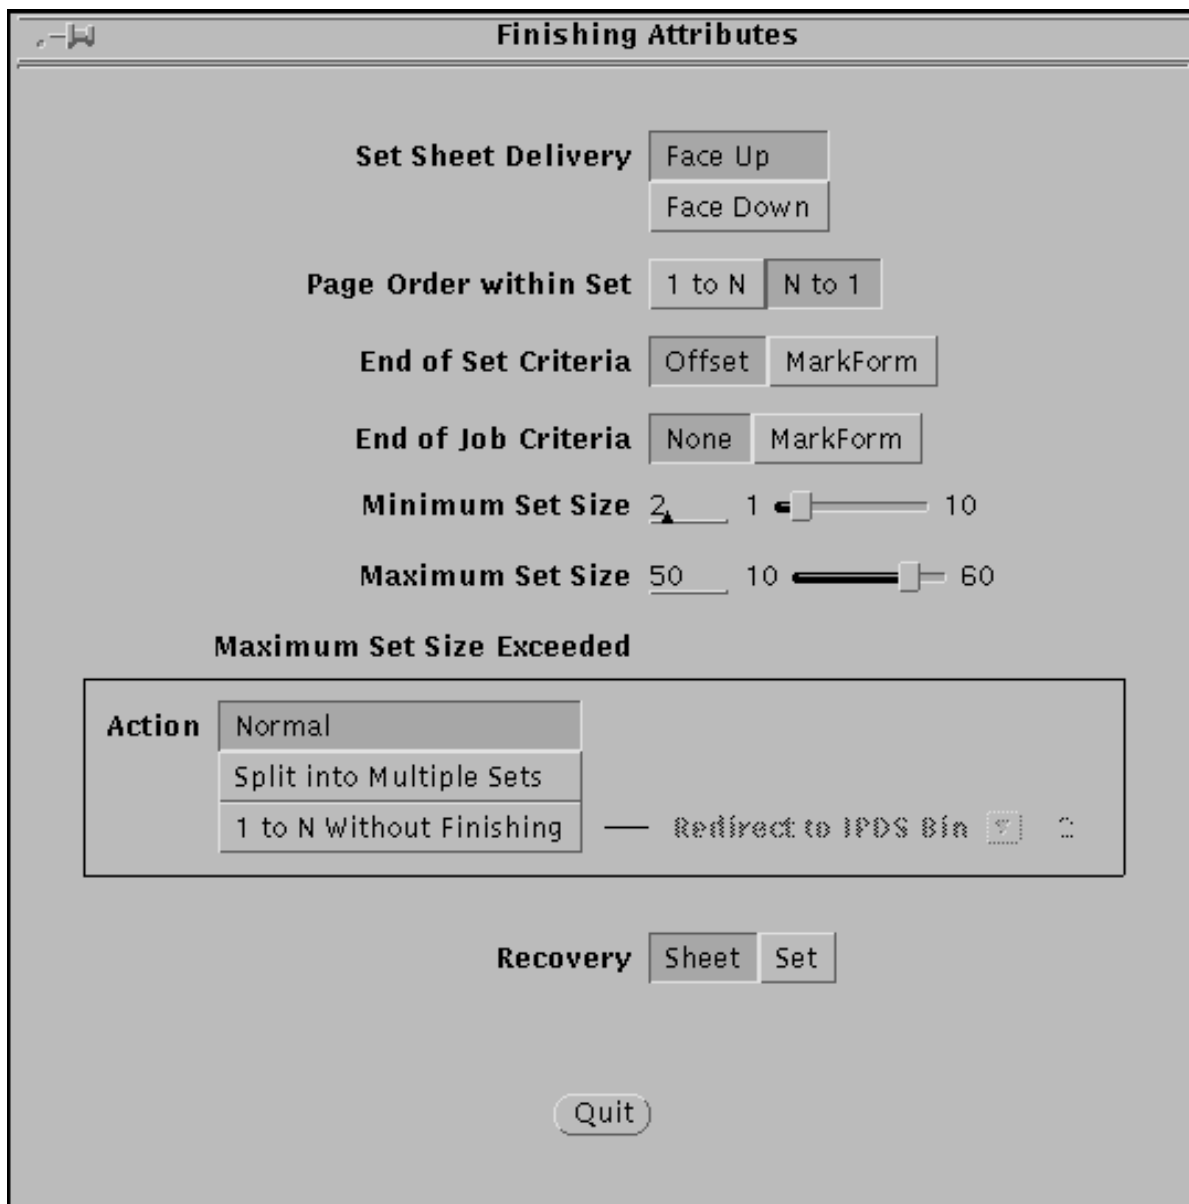 Finishing Attributes
Set Sheet Delivery Face Up
Face Down
Page Order within Set 1 to N N to 1
End of Set Criteria Offset MarkForm
End of Job Criteria None MarkForm
Minimum Set Size 2 1 10
Maximum Set Size 50 10 60
Maximum Set Size Exceeded
Action Normal
Split into Multiple Sets
1 to N Without Finishing Redirect to IPDS Bin
Recovery Sheet Set
Quit